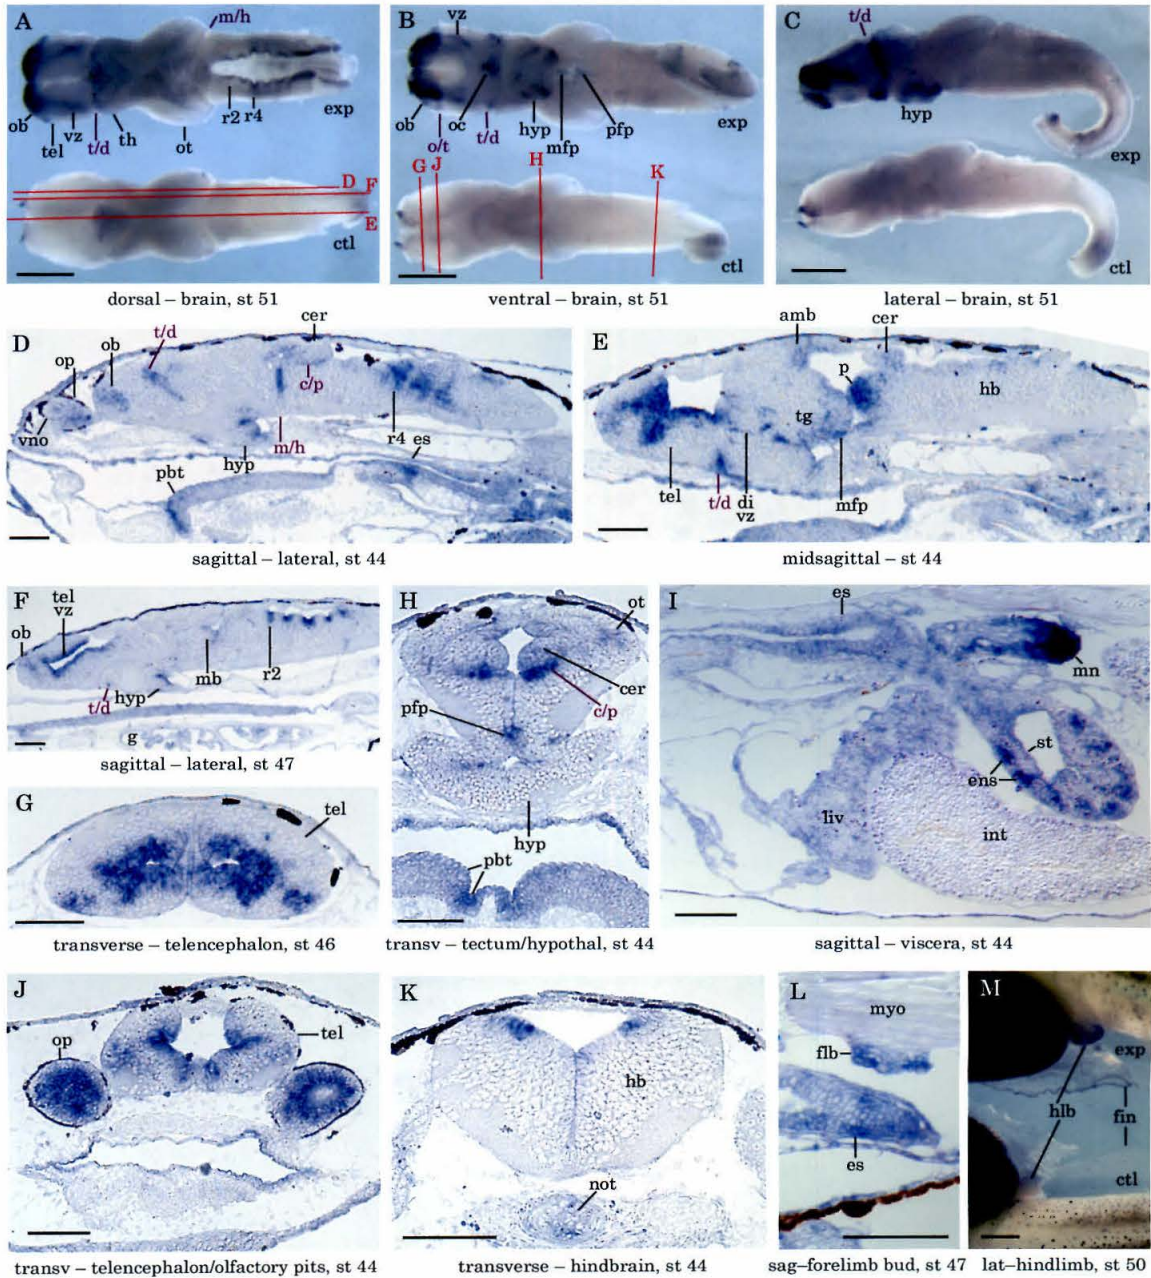 A
m/h
r2
r4
exp
ob
tel
vz
t/d
th
ot
D
F
E
ctl
dorsal – brain, st 51
B
vz
exp
ob
oc
t/d
hyp
mfp
pfp
o/t
G
J
H
K
ctl
ventral – brain, st 51
C
t/d
hyp
exp
ctl
lateral – brain, st 51
D
t/d
cer
op
ob
c/p
vno
hyp
m/h
r4
es
pbt
sagittal – lateral, st 44
E
amb
cer
p
tg
hb
tel
t/d
di
vz
mfp
midsagittal – st 44
F
tel
vz
ob
mb
r2
t/d
hyp
g
sagittal – lateral, st 47
G
tel
transverse – telencephalon, st 46
H
ot
cer
c/p
pfp
hyp
pbt
transv – tectum/hypothal, st 44
I
es
mn
st
ens
liv
int
sagittal – viscera, st 44
J
op
tel
transv – telencephalon/olfactory pits, st 44
K
hb
not
transverse – hindbrain, st 44
L
myo
flb
es
sag–forelimb bud, st 47
M
exp
hlb
fin
ctl
lat–hindlimb, st 50